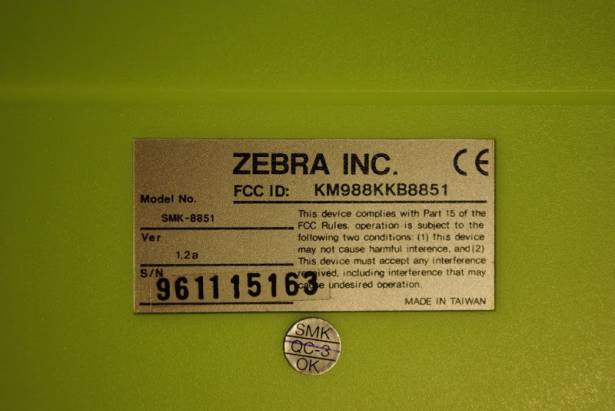 ZEBRA INC. CE
FCC ID: KM988KKB8851
Model No.
SMK-8851
Ver
1,2a
S/N
961115163
This device complies with Part 15 of the
FCC Rules, operation is subject to the
following two conditions: (1) this device
may not cause harmful interence, and (2)
This device must accept any interference
received, including interference that may
cause undesired operation.
MADE IN TAIWAN
SMK
QC-3
OK